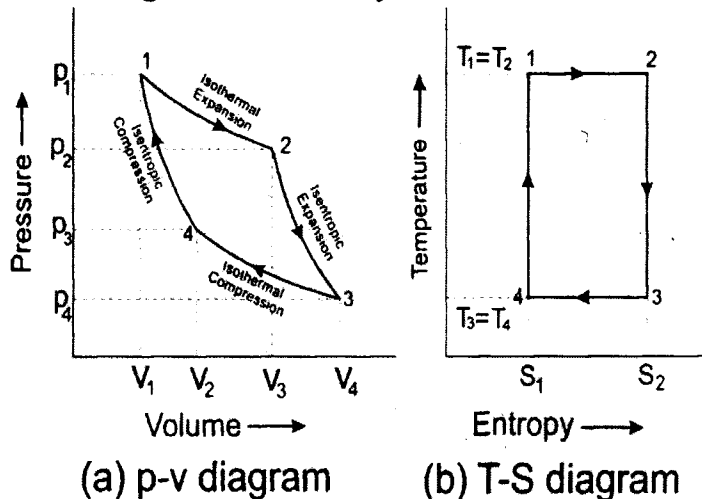 Pressure
p1
p2
p3
p4
1
2
3
4
Isothermal
Expansion
Isentropic
Compression
Isentropic
Expansion
Isothermal
Compression
V1
V2
V3
V4
Volume
(a) p-v diagram
Temperature
T1=T2
T3=T4
1
2
3
4
S1
S2
Entropy
(b) T-S diagram